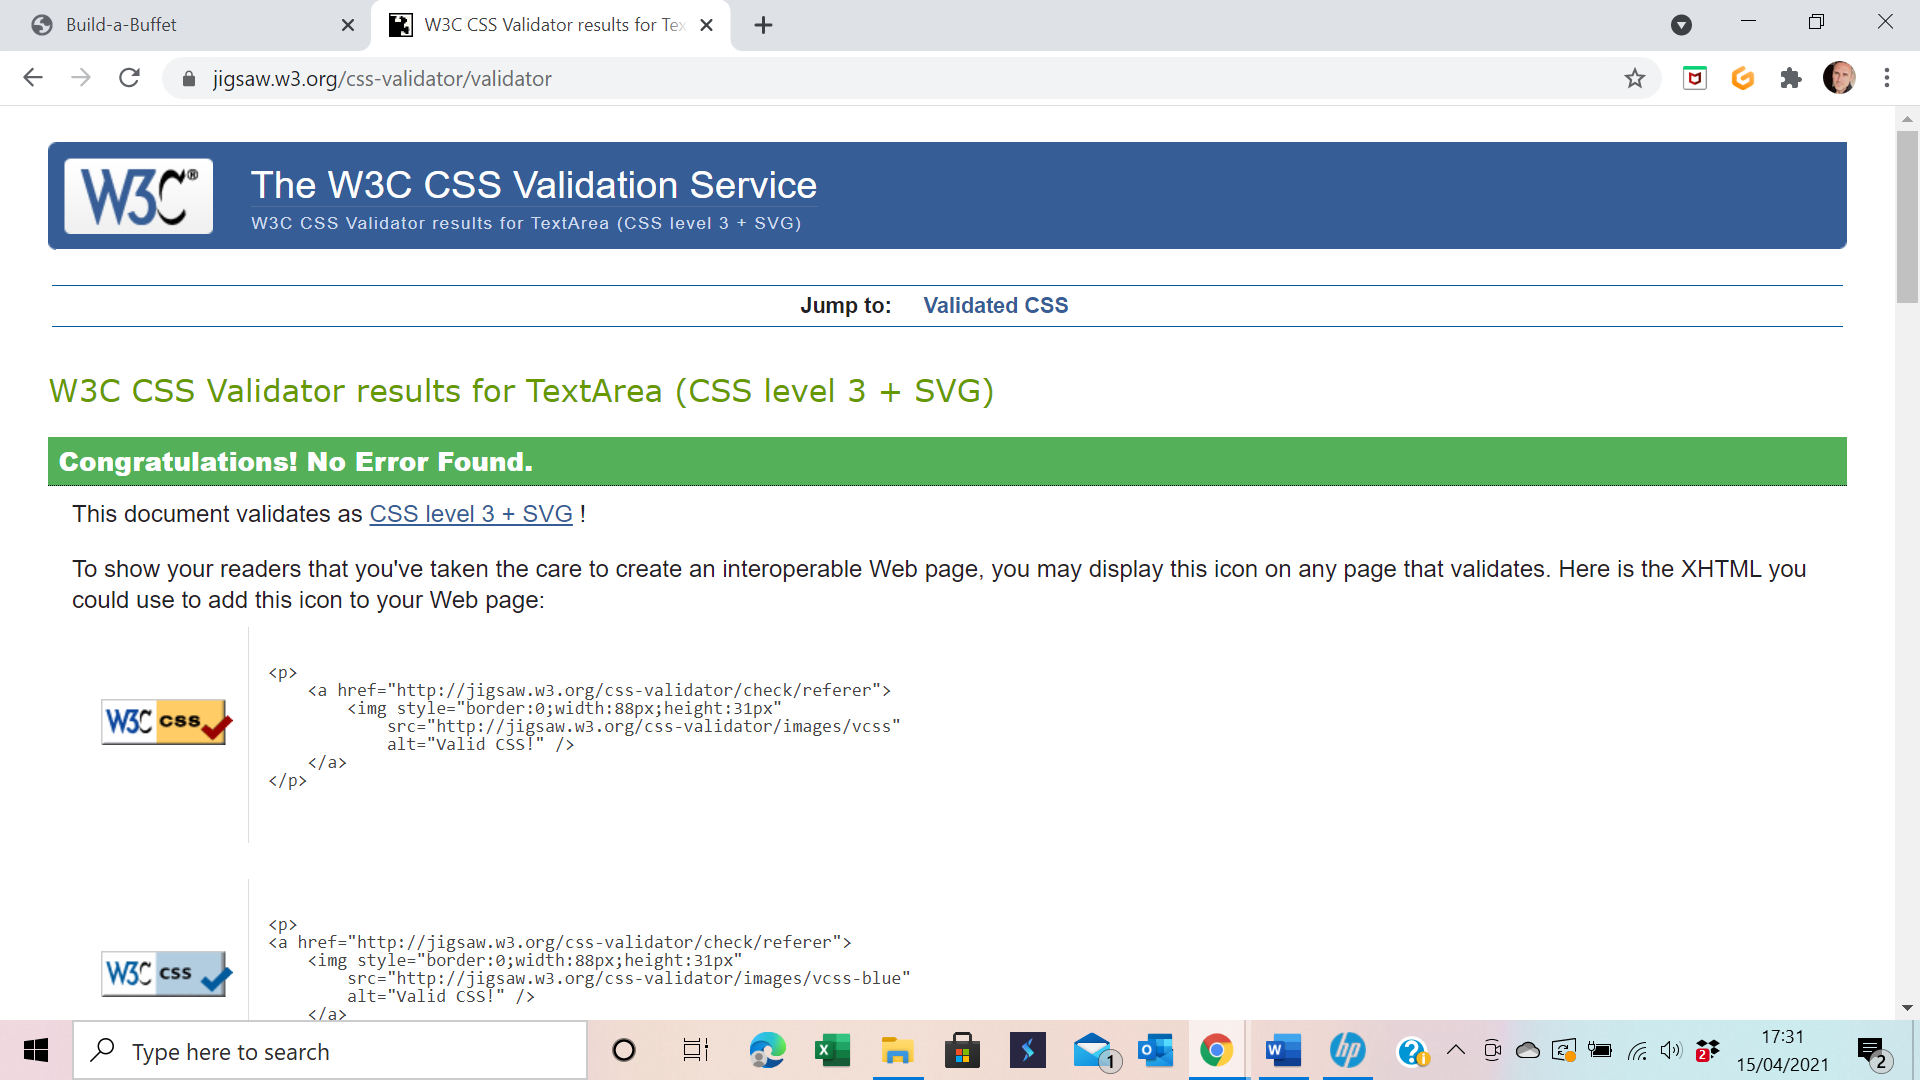 Build-a-Buffet
W3C CSS Validator results for Tex
jigsaw.w3.org/css-validator/validator
W3C®
The W3C CSS Validation Service
W3C CSS Validator results for TextArea (CSS level 3 + SVG)
Jump to: Validated CSS
W3C CSS Validator results for TextArea (CSS level 3 + SVG)
Congratulations! No Error Found.
This document validates as CSS level 3 + SVG !
To show your readers that you've taken the care to create an interoperable Web page, you may display this icon on any page that validates. Here is the XHTML you
could use to add this icon to your Web page:
W3C css
<p>
<a href="http://jigsaw.w3.org/css-validator/check/referer">
<img style="border:0;width:88px;height:31px"
src="http://jigsaw.w3.org/css-validator/images/vcss"
alt="Valid CSS!" />
</a>
</p>
W3C css
<p>
<a href="http://jigsaw.w3.org/css-validator/check/referer">
<img style="border:0;width:88px;height:31px"
src="http://jigsaw.w3.org/css-validator/images/vcss-blue"
alt="Valid CSS!" />
</a>
Type here to search
1
2
17:31
15/04/2021
2